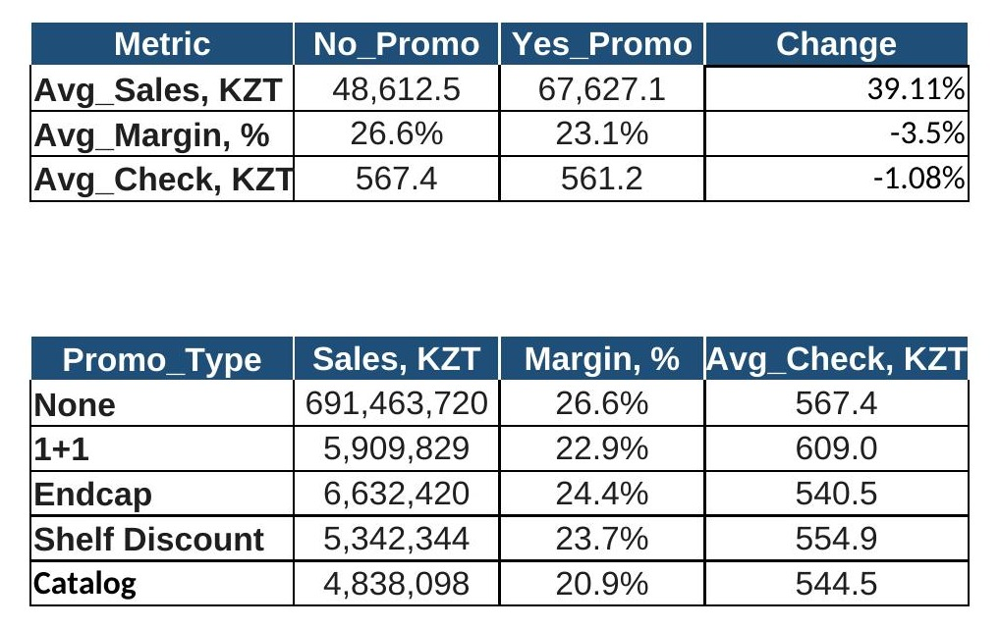 Metric No_Promo Yes_Promo Change
Avg_Sales, KZT 48,612.5 67,627.1 39.11%
Avg_Margin, % 26.6% 23.1% -3.5%
Avg_Check, KZT 567.4 561.2 -1.08%
Promo_Type Sales, KZT Margin, % Avg_Check, KZT
None 691,463,720 26.6% 567.4
1+1 5,909,829 22.9% 609.0
Endcap 6,632,420 24.4% 540.5
Shelf Discount 5,342,344 23.7% 554.9
Catalog 4,838,098 20.9% 544.5